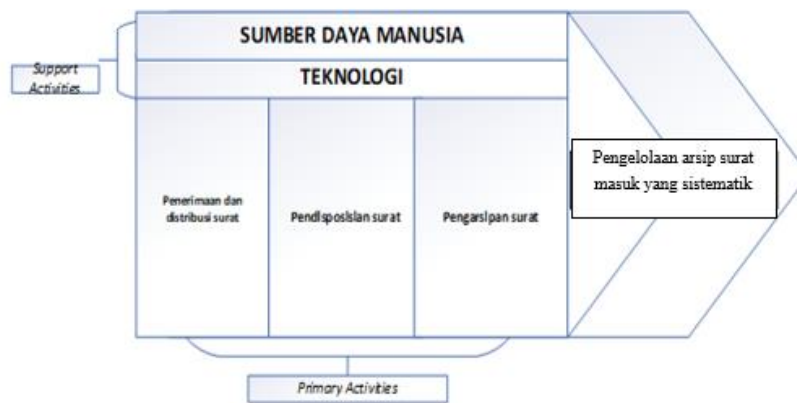 SUMBER DAYA MANUSIA
Support
Activities
TEKNOLOGI
Penerimaan dan
distribusi surat
Pendisposisian surat
Pengarsipan surat
Pengelolaan arsip surat
masuk yang sistematik
Primary Activities